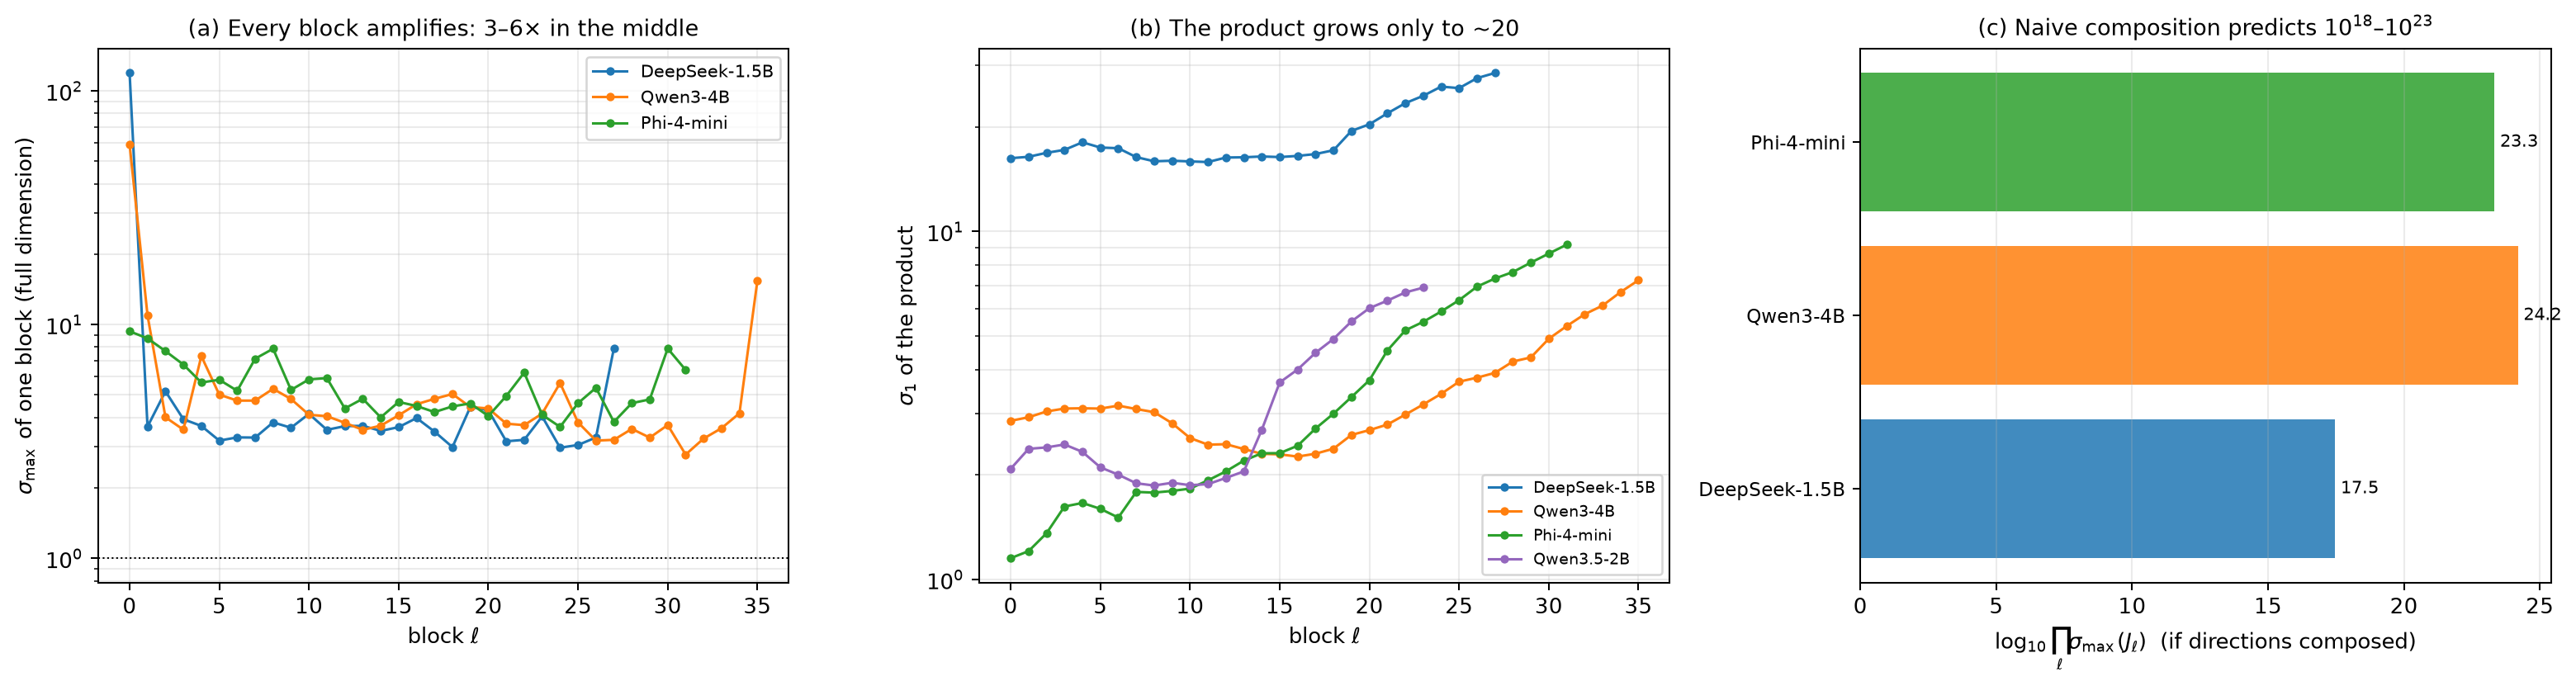 (a) Every block amplifies: 3–6× in the middle
σmax of one block (full dimension)
10²
10¹
10⁰
DeepSeek-1.5B
Qwen3-4B
Phi-4-mini
0 5 10 15 20 25 30 35
block ℓ
(b) The product grows only to ~20
σ₁ of the product
10¹
10⁰
DeepSeek-1.5B
Qwen3-4B
Phi-4-mini
Qwen3.5-2B
0 5 10 15 20 25 30 35
block ℓ
(c) Naive composition predicts 10¹⁸–10²³
Phi-4-mini
23.3
Qwen3-4B
24.2
DeepSeek-1.5B
17.5
0 5 10 15 20 25
log₁₀ ∏ℓ σmax(Jℓ) (if directions composed)